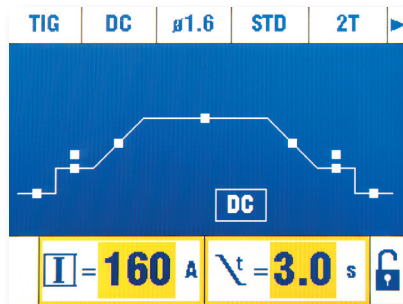 TIG DC ø1.6 STD 2T
DC
I = 160 A t = 3.0 s